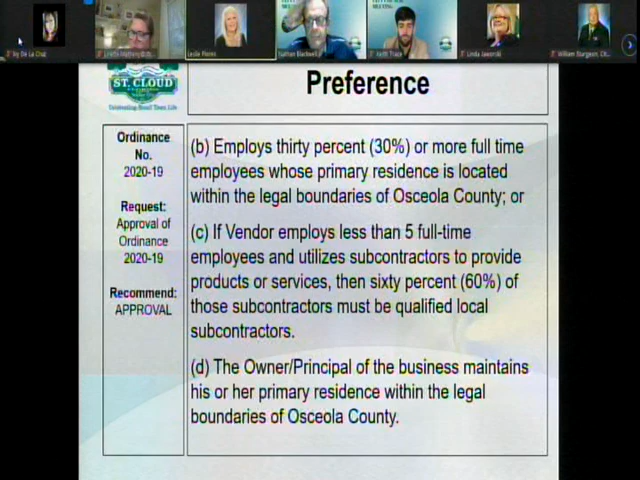 Leslie Pieres
Nathan Blackwell
Keith Trace
Linda Jaworski
William Sturgeon, Cit...
ST. CLOUD
Preference
Ordinance
No.
2020-19
Request:
Approval of
Ordinance
2020-19
Recommend:
APPROVAL
(b) Employs thirty percent (30%) or more full time
employees whose primary residence is located
within the legal boundaries of Osceola County; or
(c) If Vendor employs less than 5 full-time
employees and utilizes subcontractors to provide
products or services, then sixty percent (60%) of
those subcontractors must be qualified local
subcontractors.
(d) The Owner/Principal of the business maintains
his or her primary residence within the legal
boundaries of Osceola County.